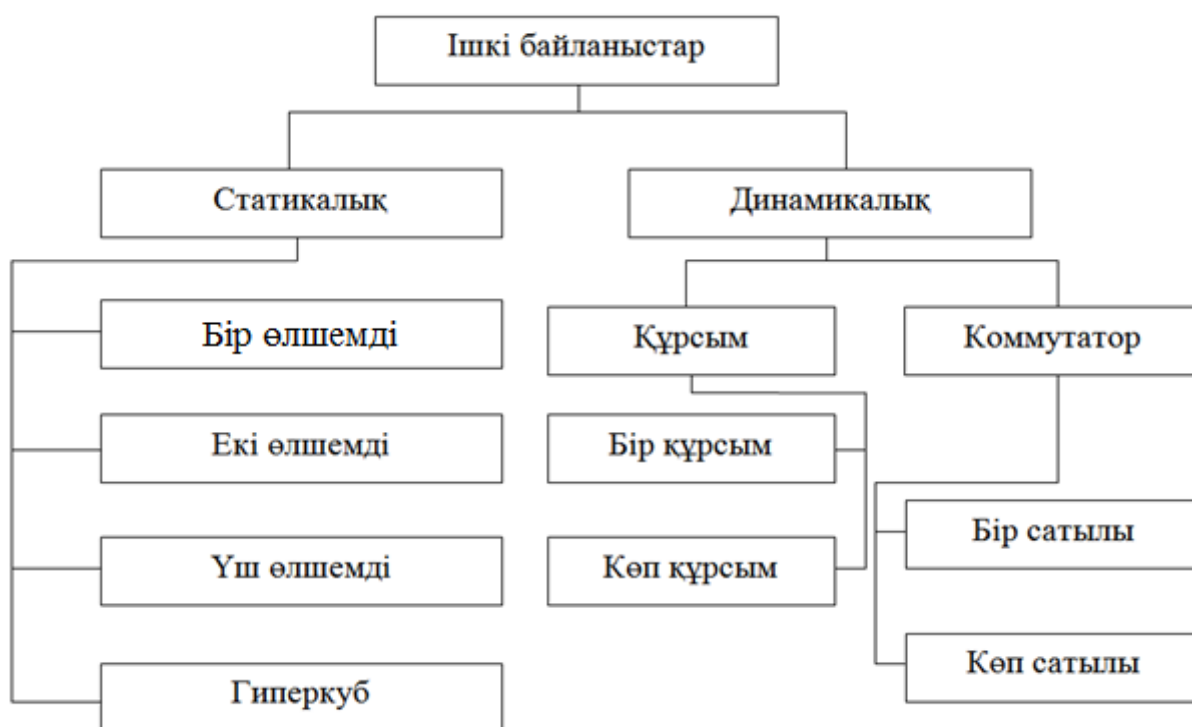 Ішкі байланыстар
Статикалық
Динамикалық
Бір өлшемді
Құрсым
Коммутатор
Екі өлшемді
Бір құрсым
Бір сатылы
Үш өлшемді
Көп құрсым
Көп сатылы
Гиперкуб